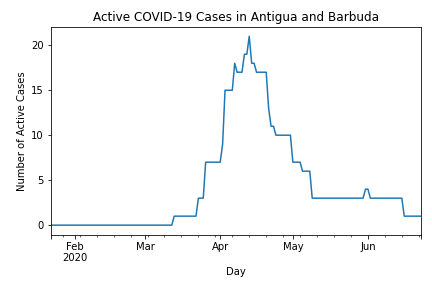 Active COVID-19 Cases in Antigua and Barbuda
Number of Active Cases
20
15
10
5
0
Feb Mar Apr May Jun
2020
Day